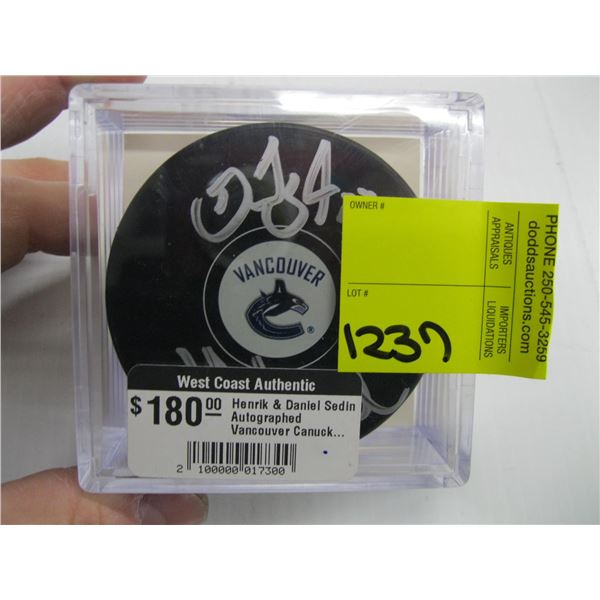 VANCOUVER
®
OWNER #
ANTIQUES
APPRAISALS
IMPORTERS
LIQUIDATIONS
PHONE 250-545-3259
doddsauctions.com
LOT #
1237
West Coast Authentic
$180.00
Henrik & Daniel Sedin
Autographed
Vancouver Canuck...
2 100000 017300